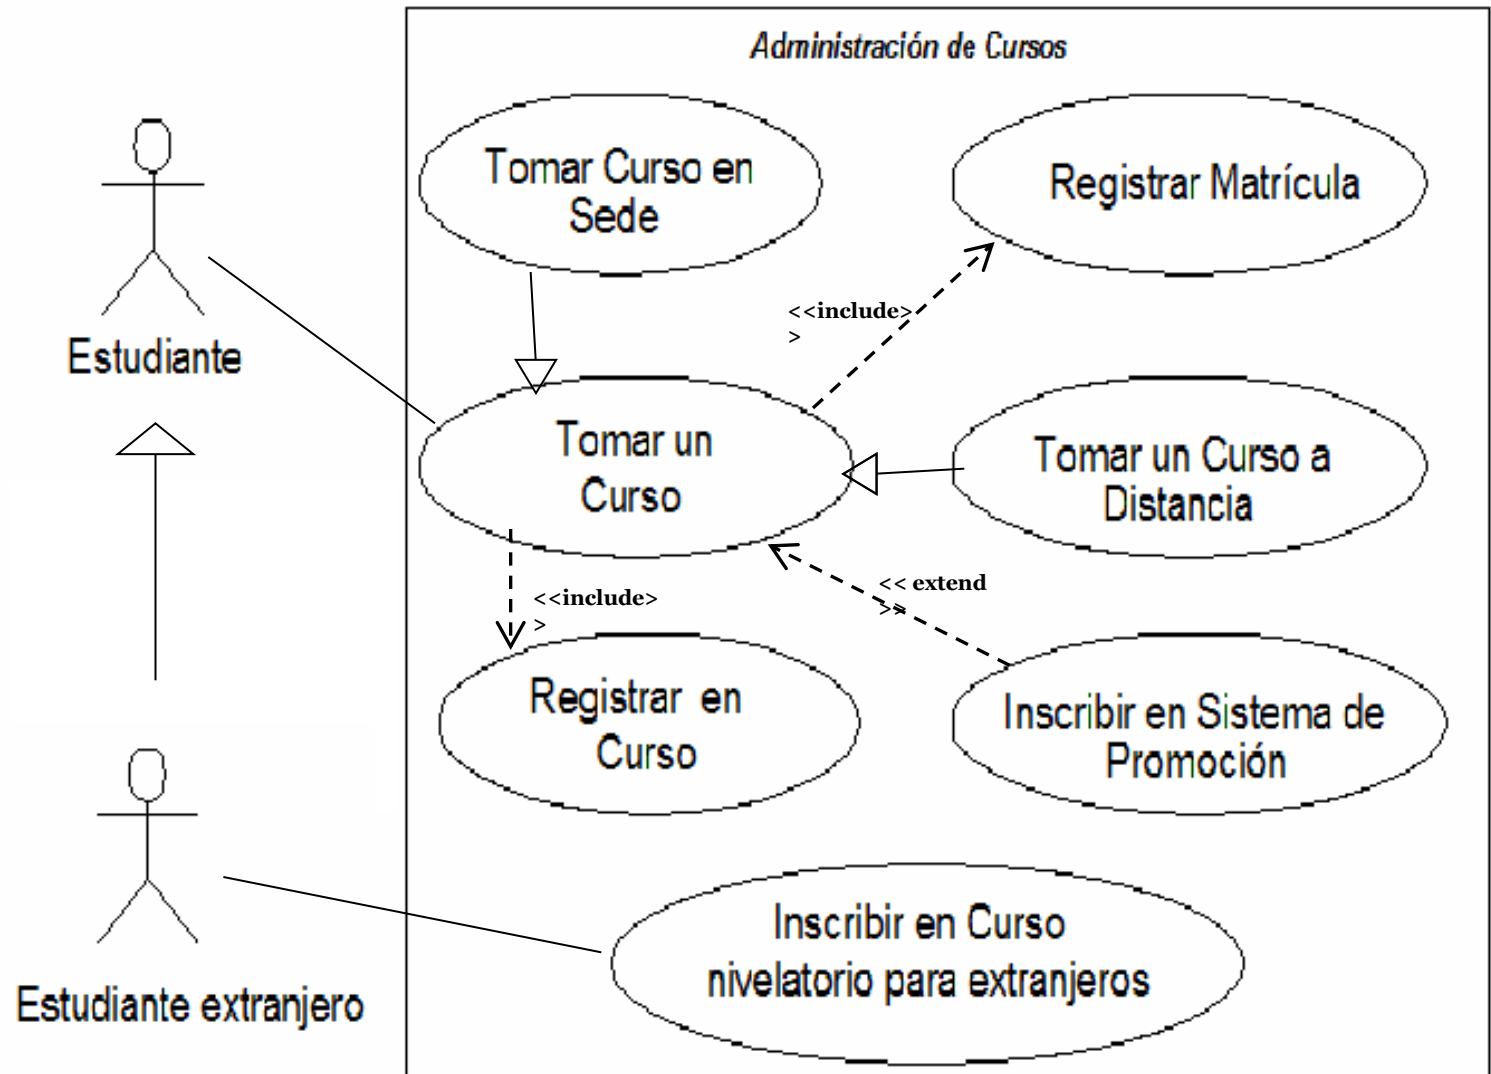 Administración de Cursos
Tomar Curso en
Sede
Registrar Matrícula
<<include>
>
Estudiante
Tomar un
Curso
Tomar un Curso a
Distancia
<<include>
>
<< extend
>>
Registrar en
Curso
Inscribir en Sistema de
Promoción
Inscribir en Curso
nivelatorio para extranjeros
Estudiante extranjero